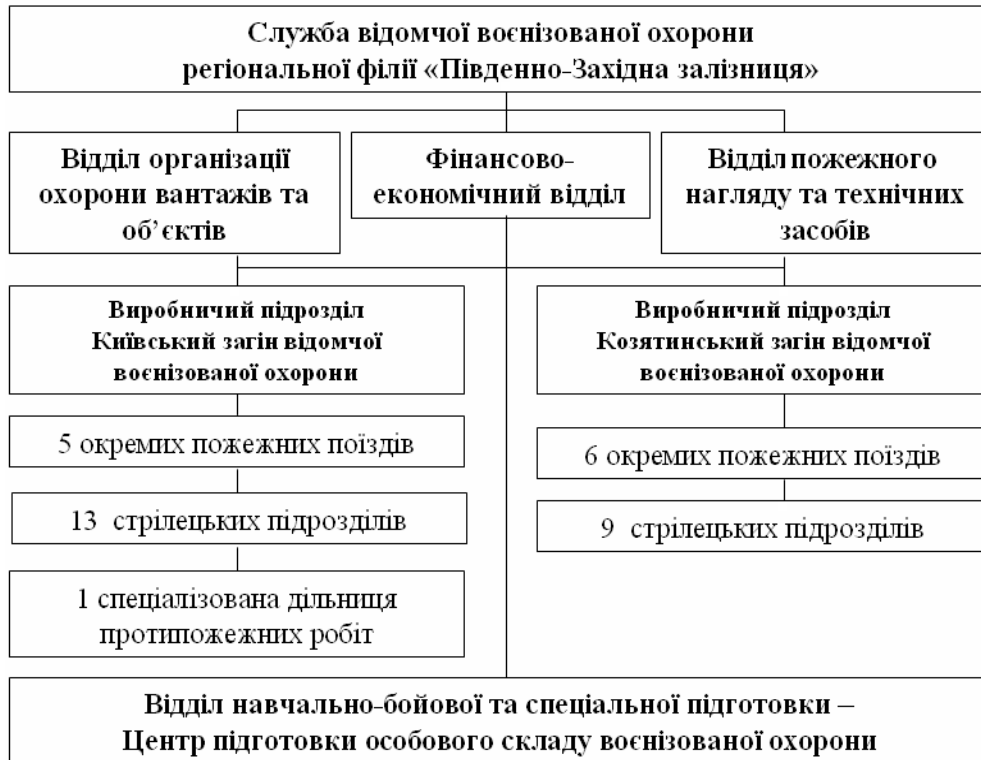 Служба відомчої воєнізованої охорони
регіональної філії «Південно-Західна залізниця»
Відділ організації
охорони вантажів та
об’єктів
Фінансово-
економічний відділ
Відділ пожежного
нагляду та технічних
засобів
Виробничий підрозділ
Київський загін відомчої
воєнізованої охорони
5 окремих пожежних поїздів
13 стрілецьких підрозділів
1 спеціалізована дільниця
протипожежних робіт
Виробничий підрозділ
Козятинський загін відомчої
воєнізованої охорони
6 окремих пожежних поїздів
9 стрілецьких підрозділів
Відділ навчально-бойової та спеціальної підготовки –
Центр підготовки особового складу воєнізованої охорони